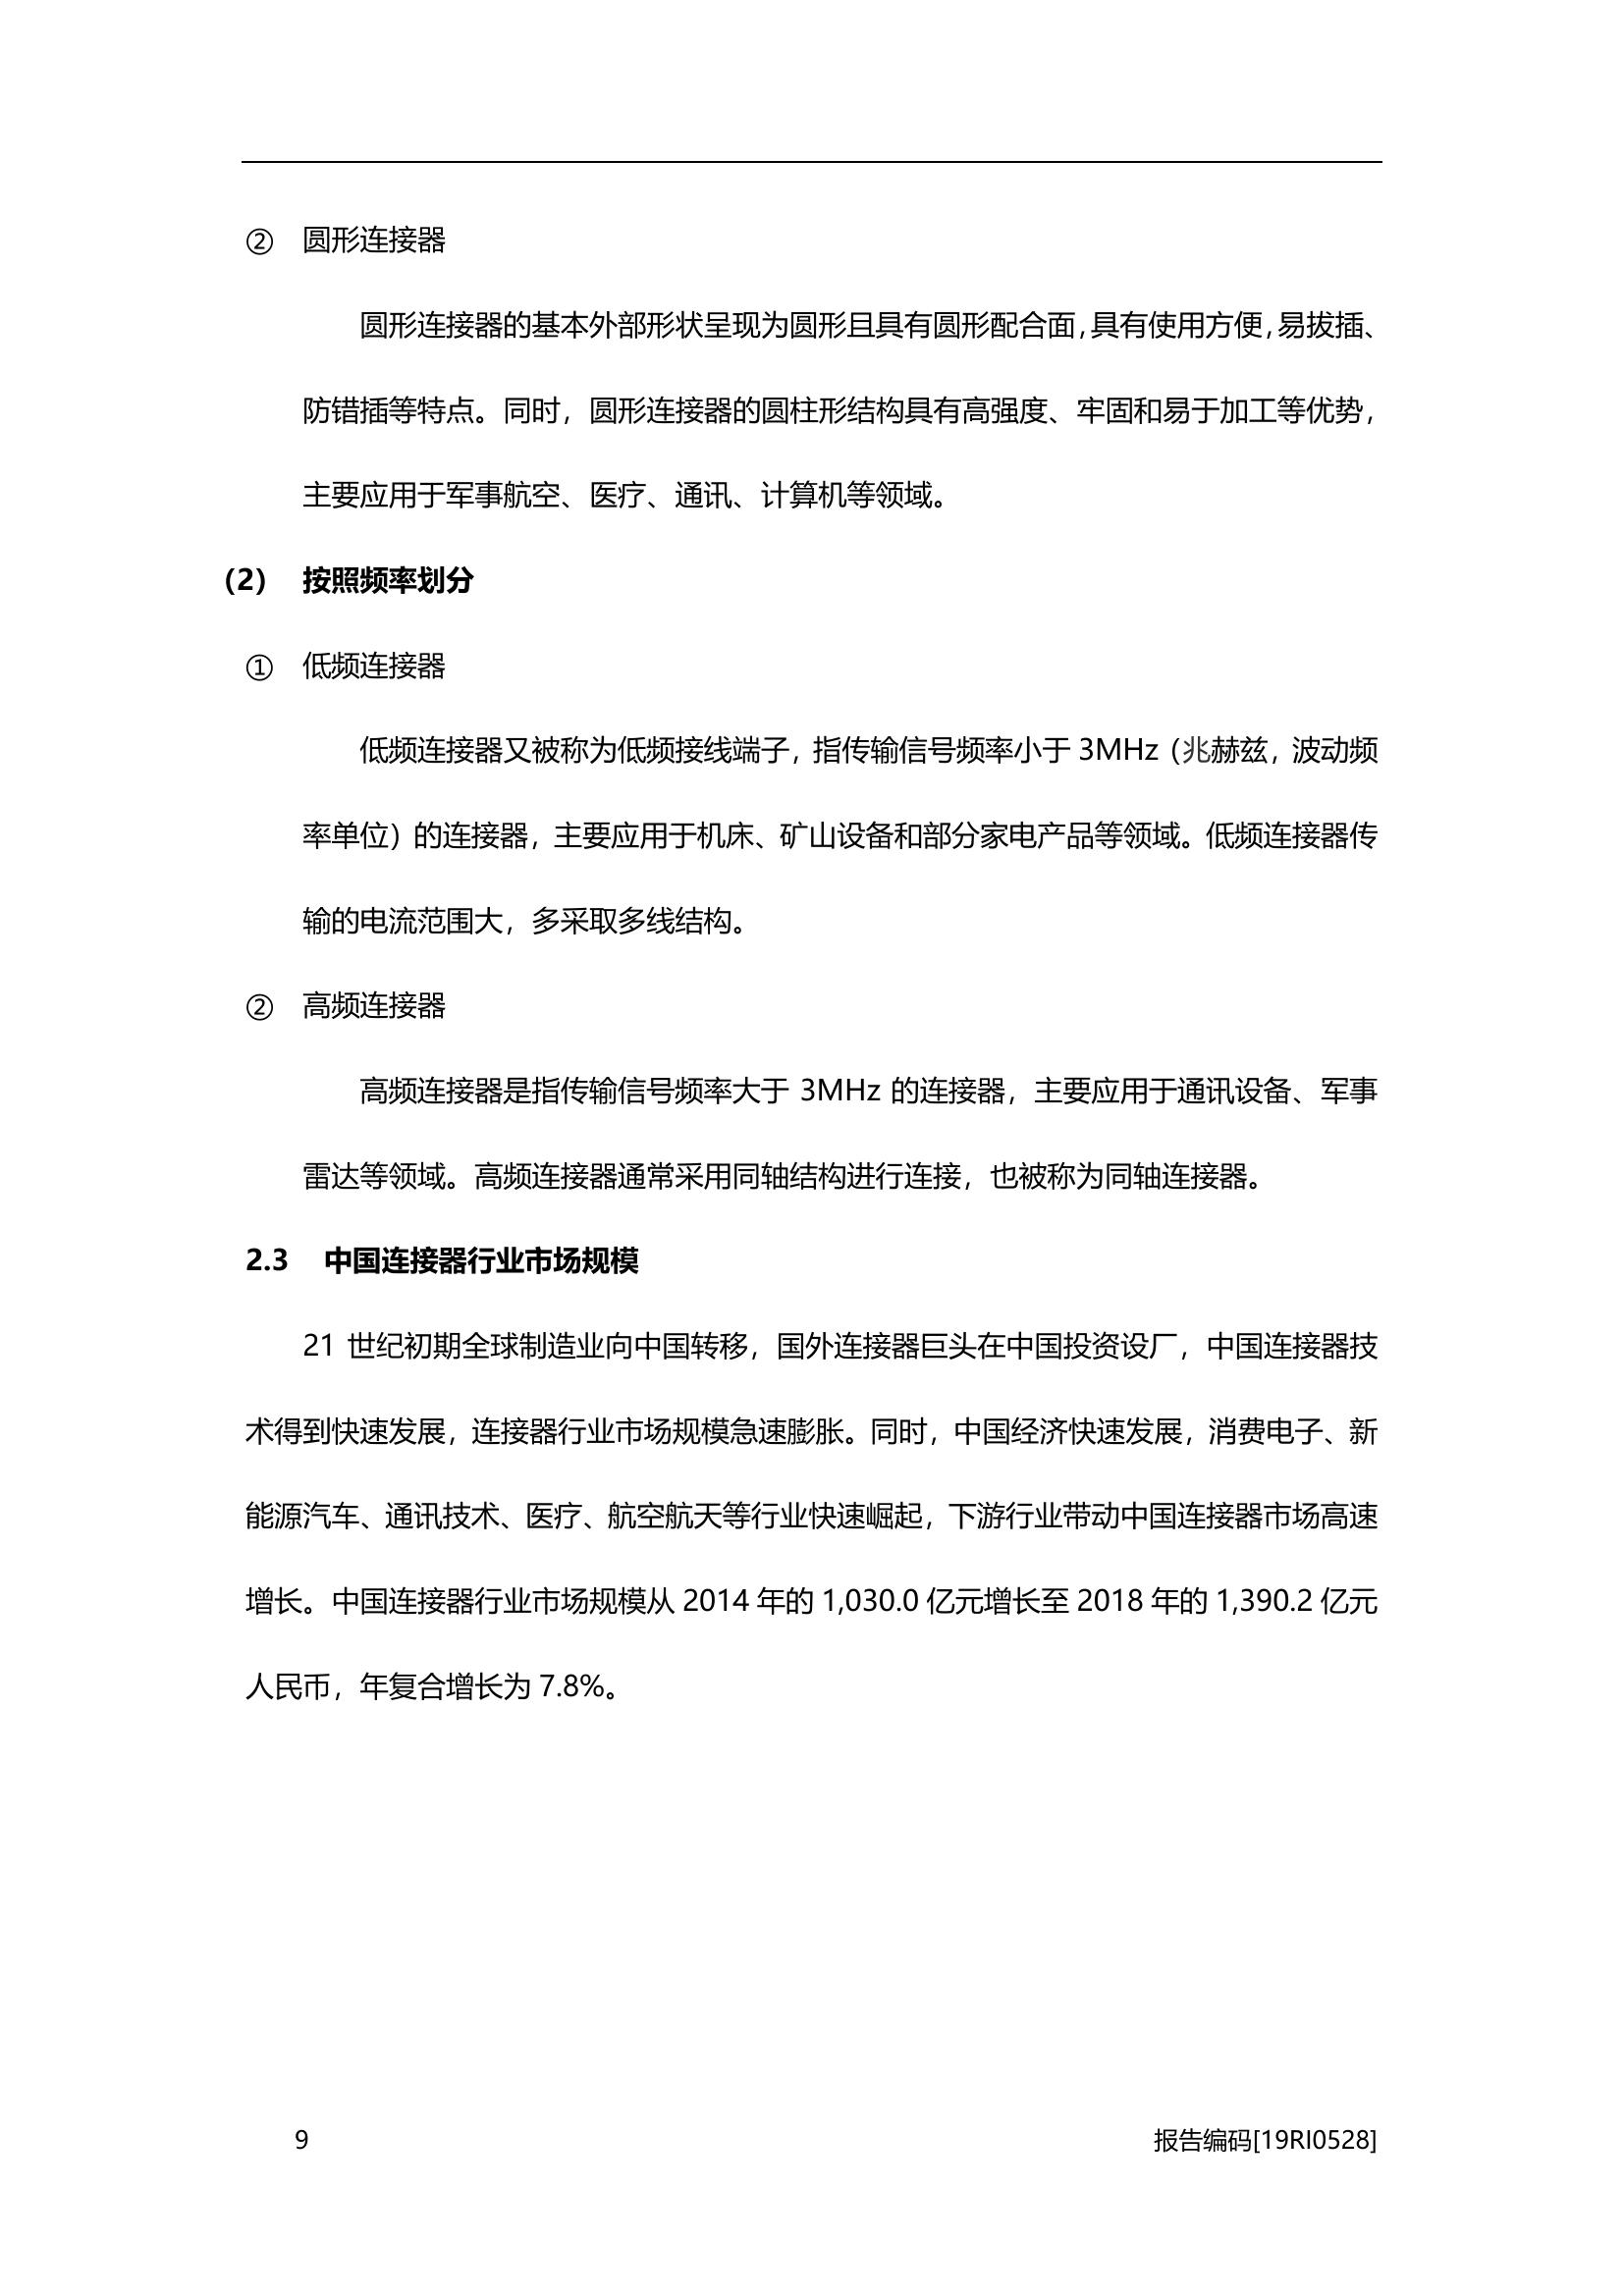 ② 圆形连接器
圆形连接器的基本外部形状呈现为圆形且具有圆形配合面，具有使用方便，易拔插、
防错插等特点。同时，圆形连接器的圆柱形结构具有高强度、牢固和易于加工等优势，
主要应用于军事航空、医疗、通讯、计算机等领域。
（2） 按照频率划分
① 低频连接器
低频连接器又被称为低频接线端子，指传输信号频率小于 3MHz（兆赫兹，波动频
率单位）的连接器，主要应用于机床、矿山设备和部分家电产品等领域。低频连接器传
输的电流范围大，多采取多线结构。
② 高频连接器
高频连接器是指传输信号频率大于 3MHz 的连接器，主要应用于通讯设备、军事
雷达等领域。高频连接器通常采用同轴结构进行连接，也被称为同轴连接器。
2.3 中国连接器行业市场规模
21 世纪初期全球制造业向中国转移，国外连接器巨头在中国投资设厂，中国连接器技
术得到快速发展，连接器行业市场规模急速膨胀。同时，中国经济快速发展，消费电子、新
能源汽车、通讯技术、医疗、航空航天等行业快速崛起，下游行业带动中国连接器市场高速
增长。中国连接器行业市场规模从 2014 年的 1,030.0 亿元增长至 2018 年的 1,390.2 亿元
人民币，年复合增长为 7.8%。
9 报告编码[19RI0528]